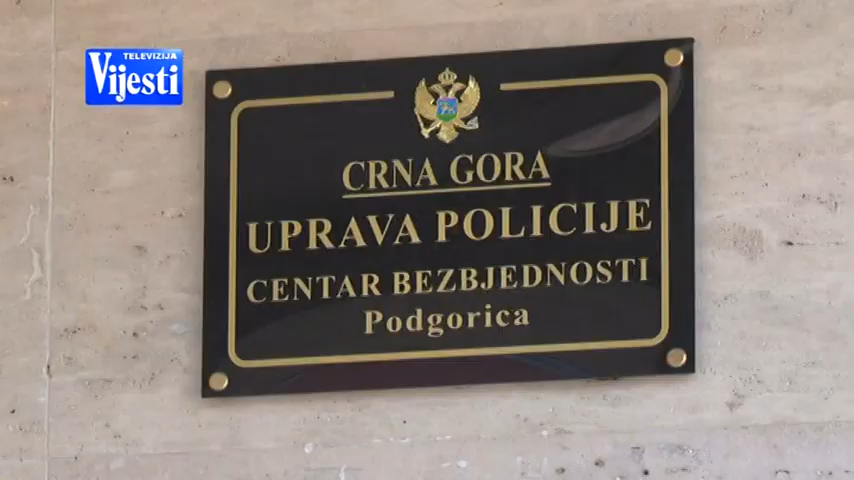 TELEVIZIJA
Vijesti
CRNA GORA
UPRAVA POLICIJE
CENTAR BEZBJEDNOSTI
Podgorica